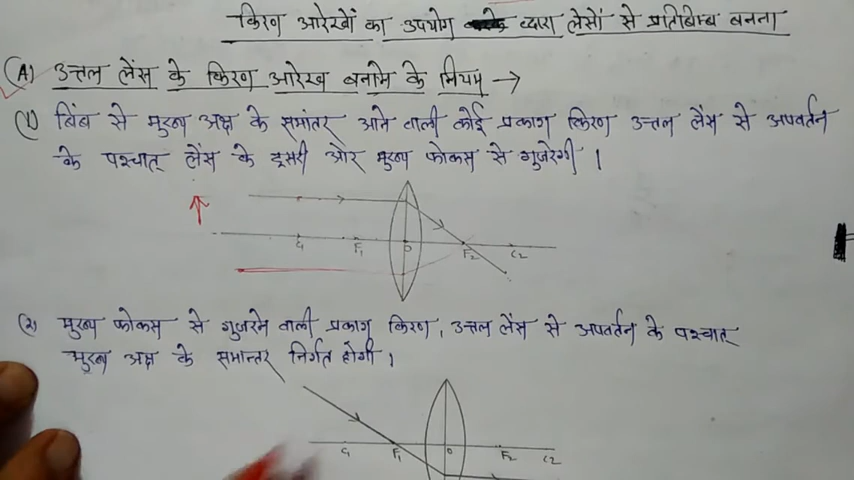 किरण आरेखों का उपयोग के द्वारा लेंसों से प्रतिबिम्ब बनना
(A) उत्तल लेंस के किरण आरेख बनाने के नियम →
(1) बिंब से मुख्य अक्ष के समांतर आने वाली कोई प्रकाश किरण उत्तल लेंस से अपवर्तन
के पश्चात् लेंस के दूसरी ओर मुख्य फोकस से गुजरेगी ।
C1 F1 O F2 C2
(2) मुख्य फोकस से गुजरने वाली प्रकाश किरण, उत्तल लेंस से अपवर्तन के पश्चात्
मुख्य अक्ष के समान्तर निर्गत होगी ।
C1 F1 O F2 C2